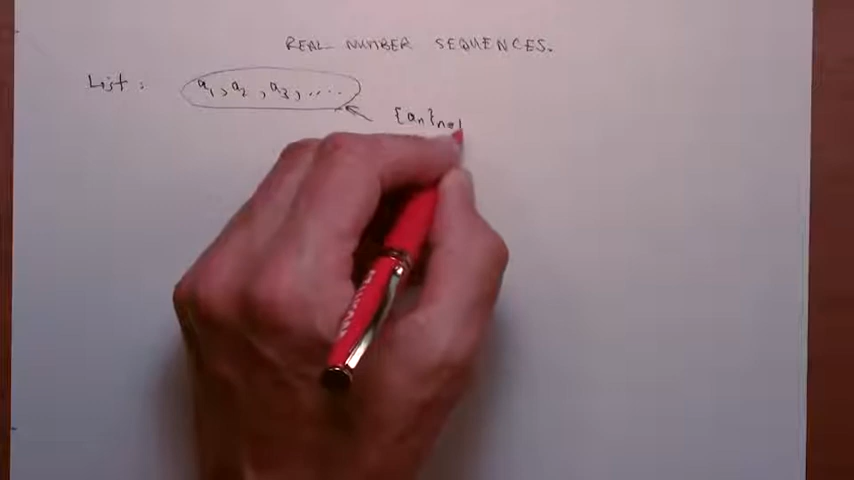 REAL NUMBER SEQUENCES.
List : a₁, a₂, a₃, ....
{aₙ}ₙ₌₁